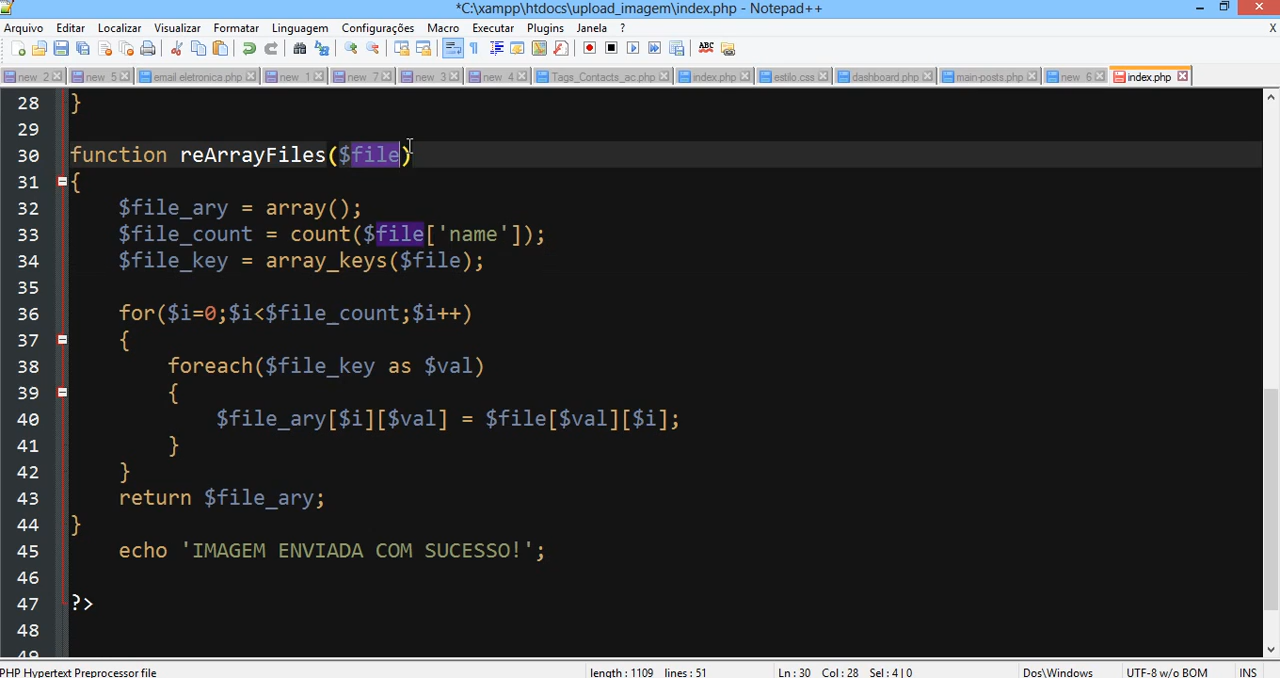 *C:\xampp\htdocs\upload_imagem\index.php - Notepad++
Arquivo Editar Localizar Visualizar Formatar Linguagem Configurações Macro Executar Plugins Janela ? X
new 2 new 5 email eletronica.php new 1 new 7 new 3 new 4 Tags_Contacts_ac.php index.php estilo.css dashboard.php main-posts.php new 6 index.php
28 }
29
30 function reArrayFiles($file)
31 {
32 $file_ary = array();
33 $file_count = count($file['name']);
34 $file_key = array_keys($file);
35
36 for($i=0;$i<$file_count;$i++)
37 {
38 foreach($file_key as $val)
39 {
40 $file_ary[$i][$val] = $file[$val][$i];
41 }
42 }
43 return $file_ary;
44 }
45 echo 'IMAGEM ENVIADA COM SUCESSO!';
46
47 ?>
48
49
PHP Hypertext Preprocessor file length : 1109 lines : 51 Ln : 30 Col : 28 Sel : 4 | 0 Dos\Windows UTF-8 w/o BOM INS